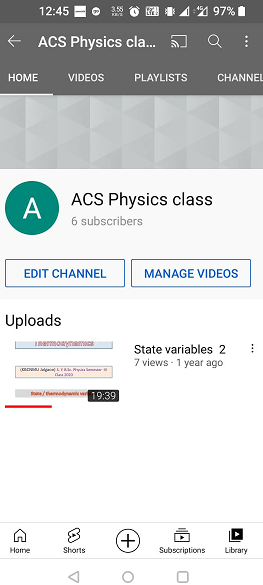 12:45 3.55 KB/S 4G 97%
ACS Physics cla...
HOME VIDEOS PLAYLISTS CHANNEL
A
ACS Physics class
6 subscribers
EDIT CHANNEL MANAGE VIDEOS
Uploads
Thermodynamics
(KBCNMU Jalgaon) S. Y. B.Sc. Physics Semester -III
Class 2020
State / thermodynamic vari
19:39
State variables 2
7 views · 1 year ago
Home Shorts Subscriptions Library